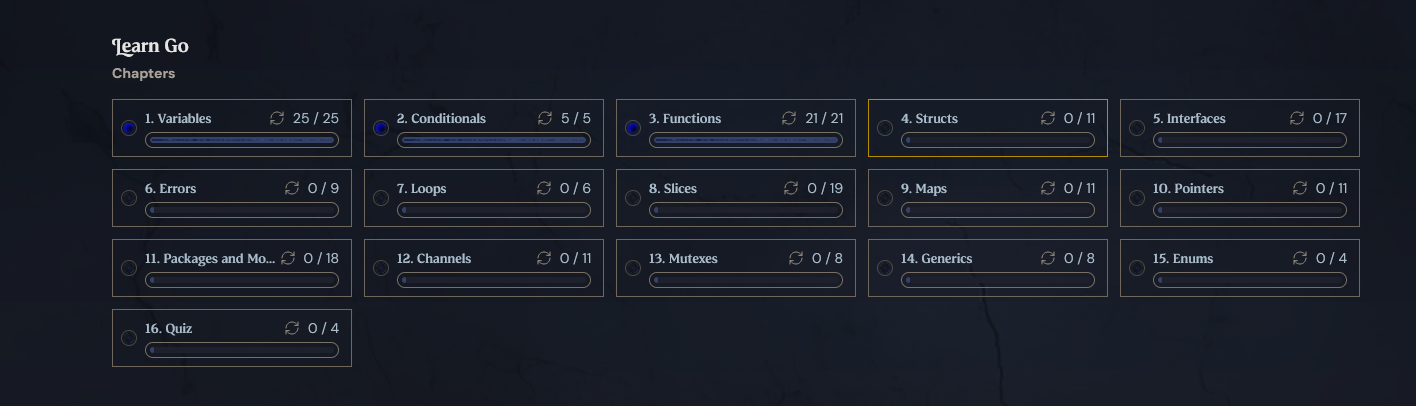 Learn Go
Chapters
1. Variables 25 / 25
2. Conditionals 5 / 5
3. Functions 21 / 21
4. Structs 0 / 11
5. Interfaces 0 / 17
6. Errors 0 / 9
7. Loops 0 / 6
8. Slices 0 / 19
9. Maps 0 / 11
10. Pointers 0 / 11
11. Packages and Mo... 0 / 18
12. Channels 0 / 11
13. Mutexes 0 / 8
14. Generics 0 / 8
15. Enums 0 / 4
16. Quiz 0 / 4